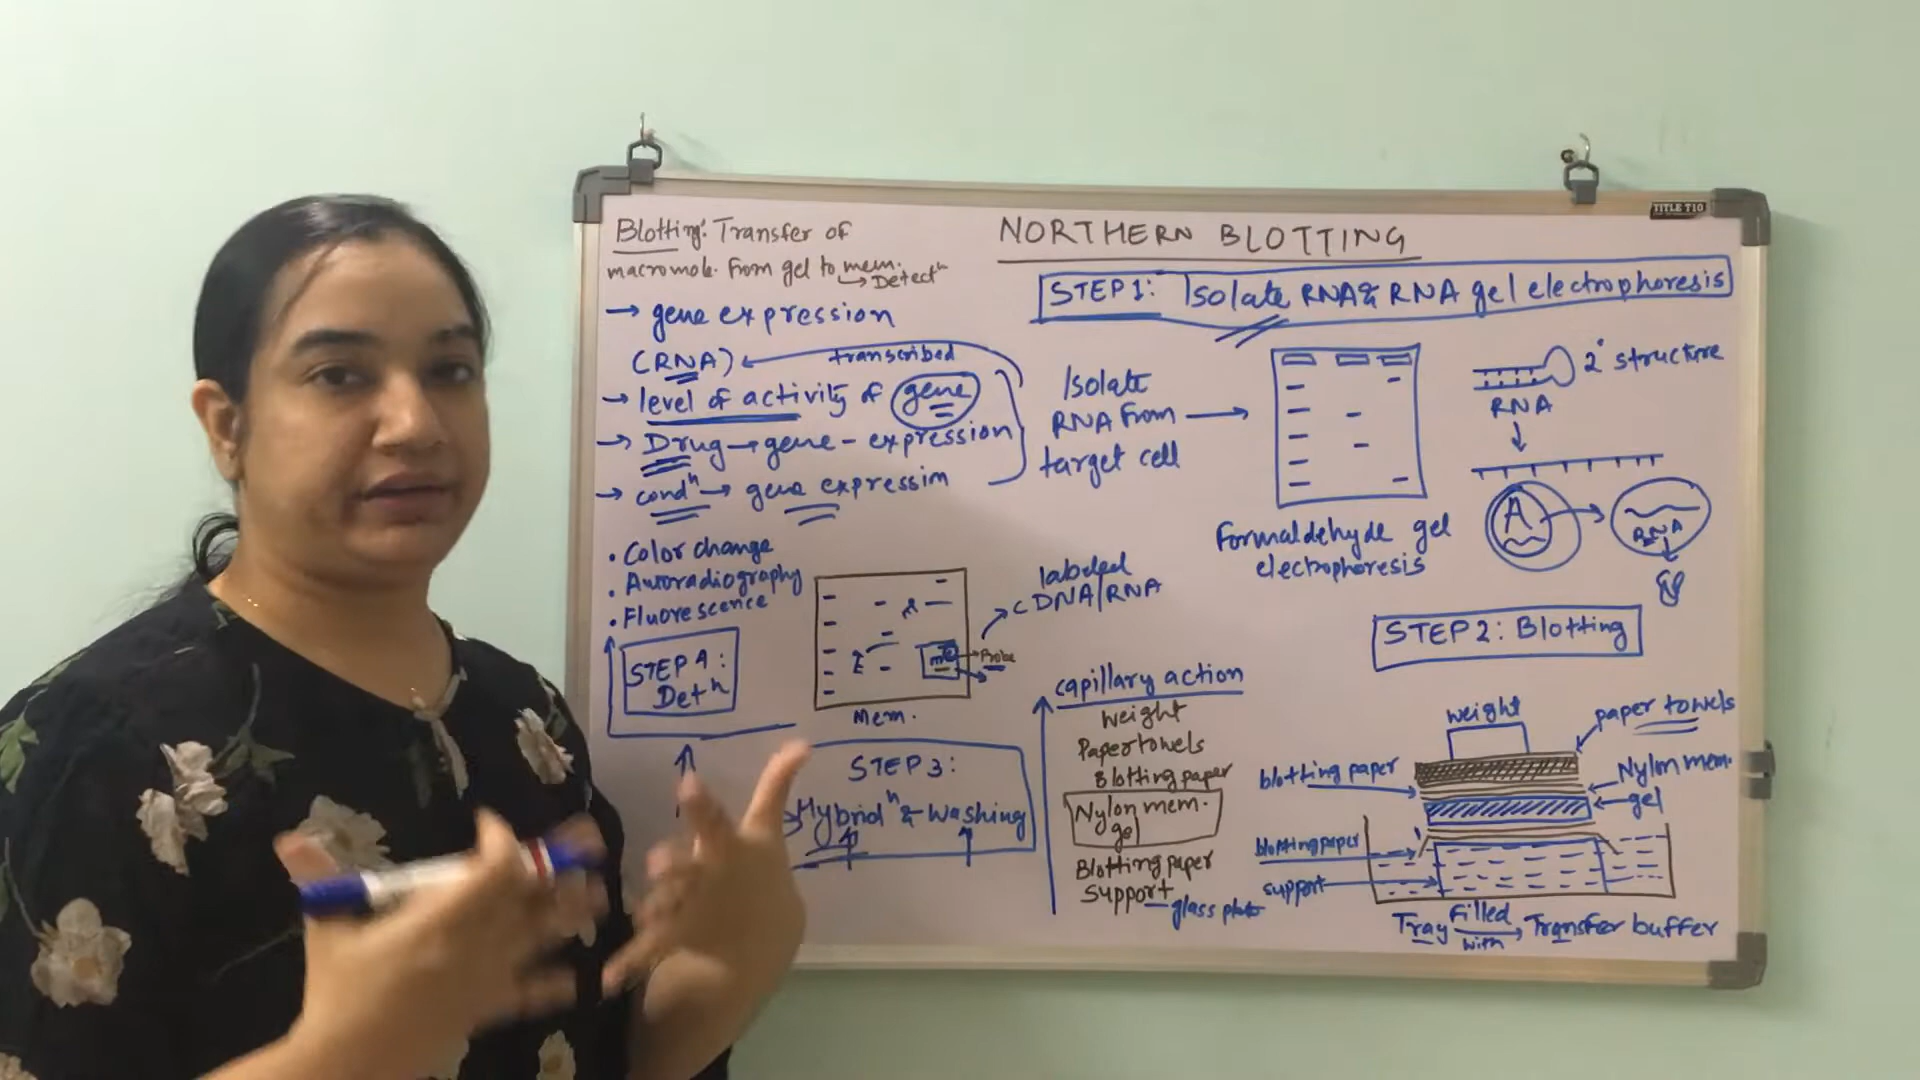 TITLE T10
NORTHERN BLOTTING
Blotting: Transfer of
macromole. From gel to mem.
→ Detectⁿ
→ gene expression
(RNA) ← transcribed
→ level of activity of gene
→ Drug → gene - expression
→ condⁿ → gene expression
• Color change
• Autoradiography
• Fluorescence
STEP 4:
Detⁿ
Mem.
labeled
cDNA/RNA
Probe
STEP 3:
Hybridⁿ & Washing
STEP 1: Isolate RNA & RNA gel electrophoresis
Isolate
RNA from
target cell
Formaldehyde gel
electrophoresis
2° structure
RNA
A
RNA
STEP 2: Blotting
capillary action
Weight
Paper towels
Blotting paper
Nylon mem.
gel
Blotting paper
Support
glass plate
weight
paper towels
blotting paper
Nylon mem.
gel
blotting paper
support
Tray Filled with → Transfer buffer